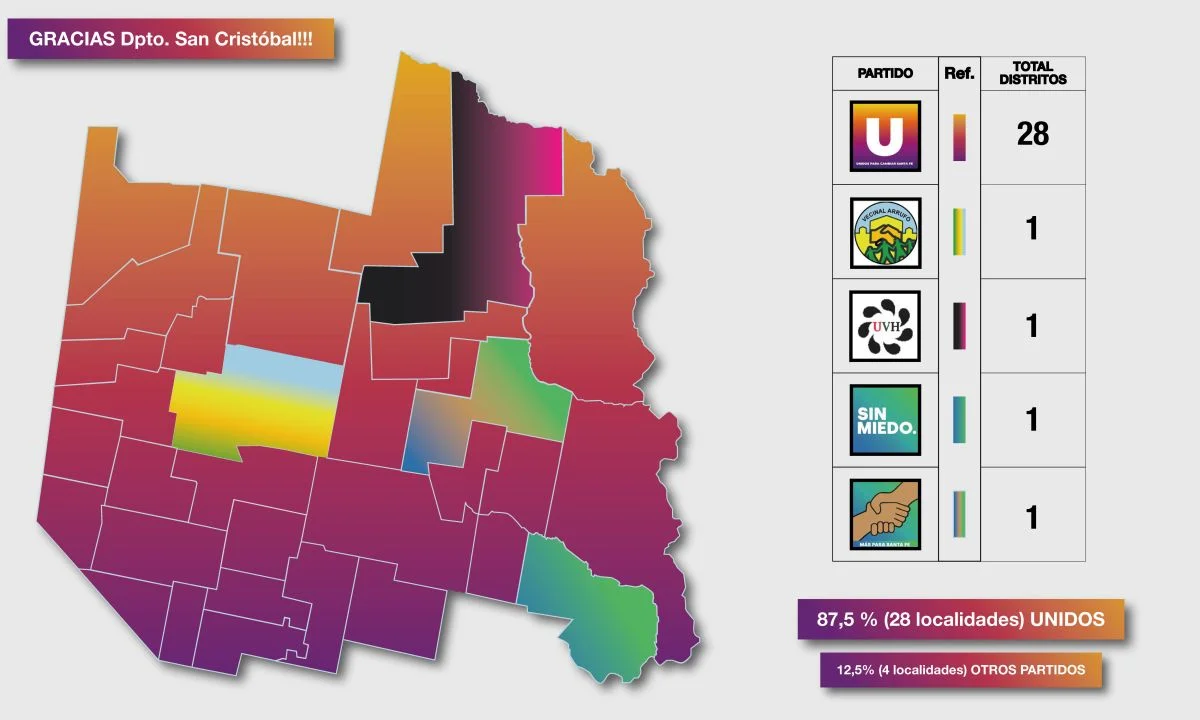 GRACIAS Dpto. San Cristóbal!!!
PARTIDO
Ref.
TOTAL
DISTRITOS
U
UNIDOS PARA CAMBIAR SANTA FE
28
VECINAL ARRUFÓ
1
UVH
1
SIN
MIEDO.
1
MÁS PARA SANTA FE
1
87,5 % (28 localidades) UNIDOS
12,5% (4 localidades) OTROS PARTIDOS